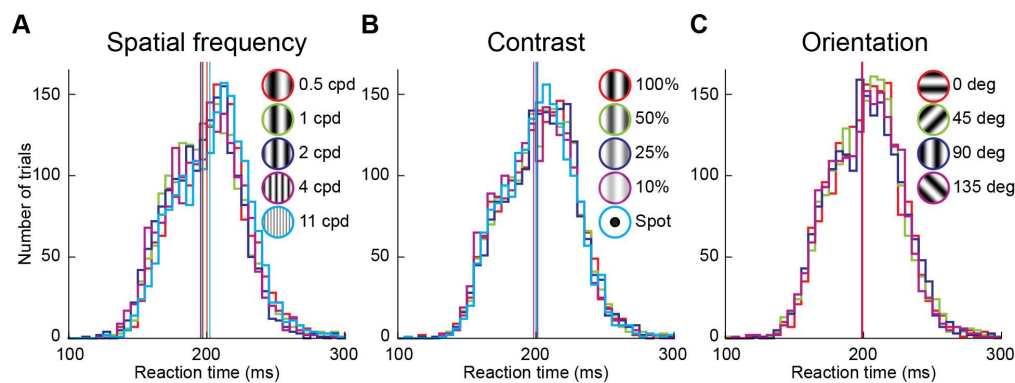 A
Spatial frequency
Number of trials
150
100
50
0
0.5 cpd
1 cpd
2 cpd
4 cpd
11 cpd
100
200
300
Reaction time (ms)
B
Contrast
150
100
50
0
100%
50%
25%
10%
Spot
100
200
300
Reaction time (ms)
C
Orientation
150
100
50
0
0 deg
45 deg
90 deg
135 deg
100
200
300
Reaction time (ms)